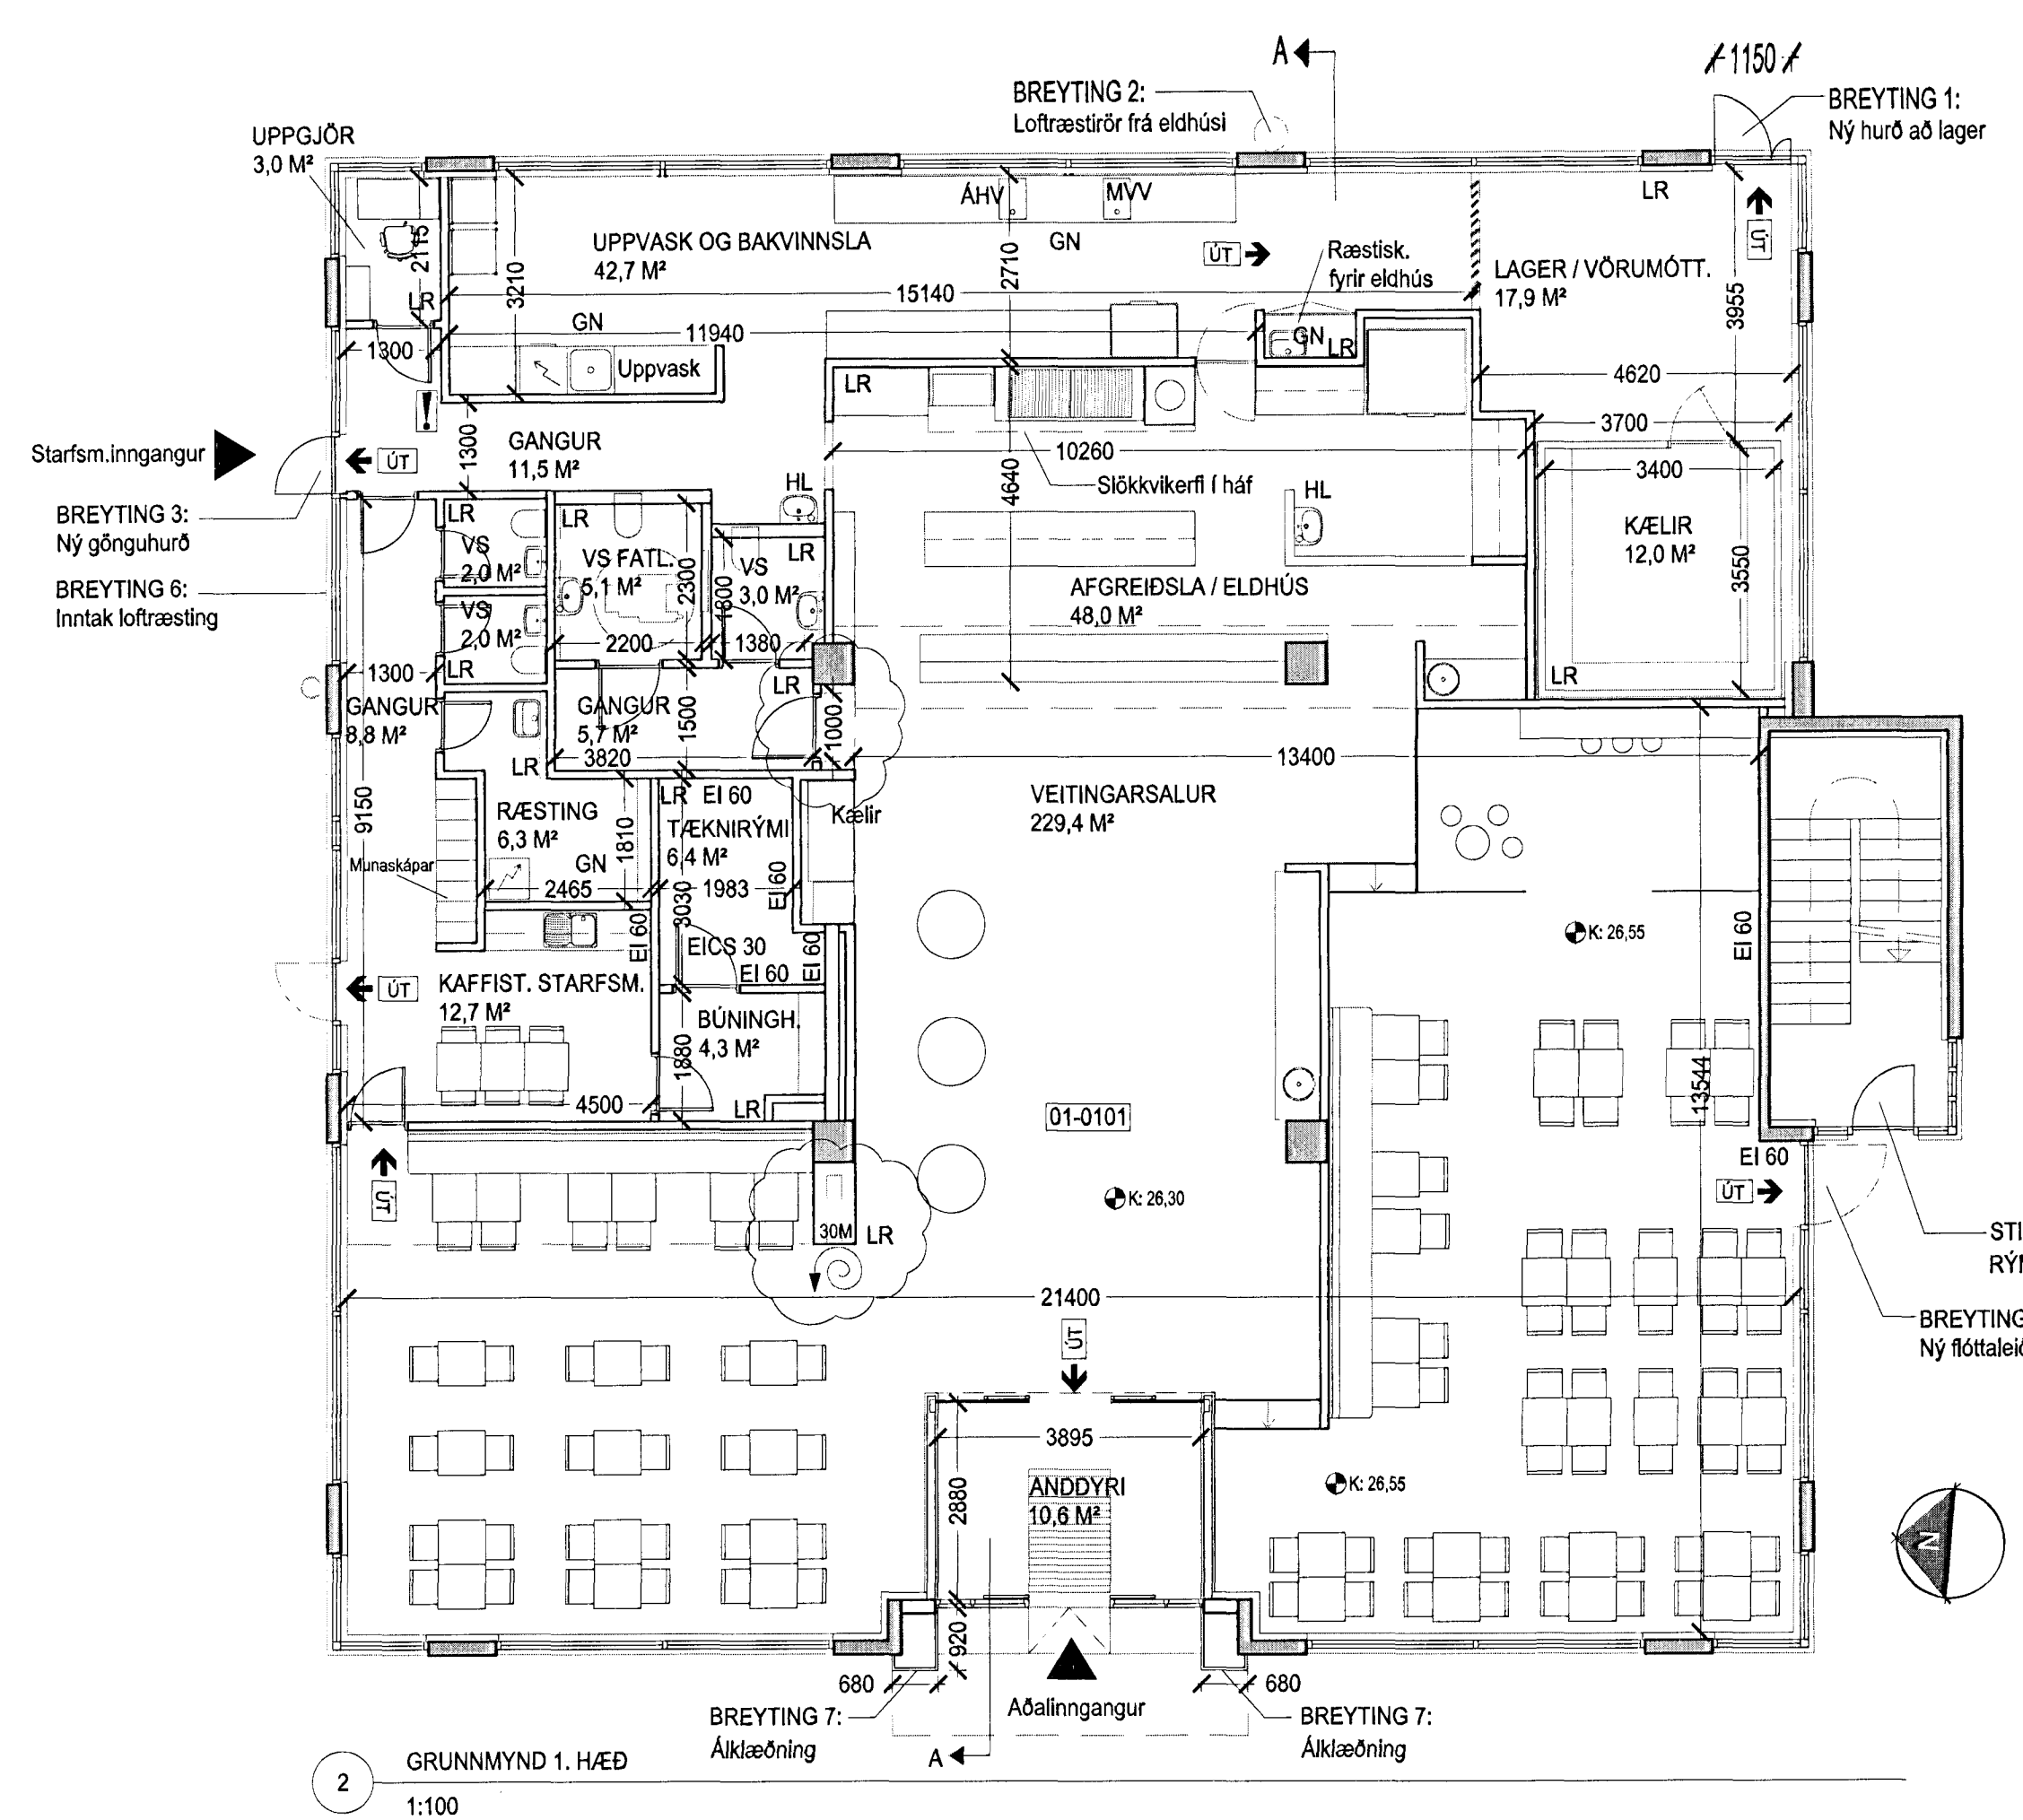 A
1150
BREYTING 2:
Loftræstirör frá eldhúsi
BREYTING 1:
Ný hurð að lager
UPPGJÖR
3,0 M²
LR
ÁHV
MVV
GN
ÚT
ÚT
2115
3210
UPPVASK OG BAKVINNSLA
42,7 M²
2710
Ræstisk.
fyrir eldhús
LAGER / VÖRUMÓTT.
17,9 M²
3955
LR
15140
GN
11940
GN
LR
1300
Uppvask
LR
4620
3700
Starfsm.inngangur
ÚT
1300
GANGUR
11,5 M²
10260
3400
4640
Slökkvikerfi í háf
HL
HL
BREYTING 3:
Ný gönguhurð
LR
VS
2,0 M²
LR
VS FATL.
5,1 M²
2300
1800
LR
VS
3,0 M²
KÆLIR
12,0 M²
3550
BREYTING 6:
Inntak loftræsting
VS
2,0 M²
LR
AFGREIÐSLA / ELDHÚS
48,0 M²
2200
1380
1300
LR
LR
GANGUR
8,8 M²
GANGUR
5,7 M²
1500
1000
3820
LR
13400
9150
LR
EI 60
VEITINGARSALUR
229,4 M²
Kælir
RÆSTING
6,3 M²
1810
TÆKNIRÝMI
6,4 M²
Munaskápar
GN
2465
3030
1983
EI 60
EI 60
EICS 30
EI 60
EI 60
K: 26,55
EI 60
ÚT
KAFFIST. STARFSM.
12,7 M²
BÚNINGH.
4,3 M²
1880
4500
LR
01-0101
13544
EI 60
ÚT
ÚT
K: 26,30
30M
LR
STI
RÝM
21400
ÚT
BREYTING
Ný flóttaleið
3895
2880
ANDDYRI
10,6 M²
K: 26,55
N
920
680
680
Aðalinngangur
BREYTING 7:
Álklæðning
BREYTING 7:
Álklæðning
A
2
GRUNNMYND 1. HÆÐ
1:100